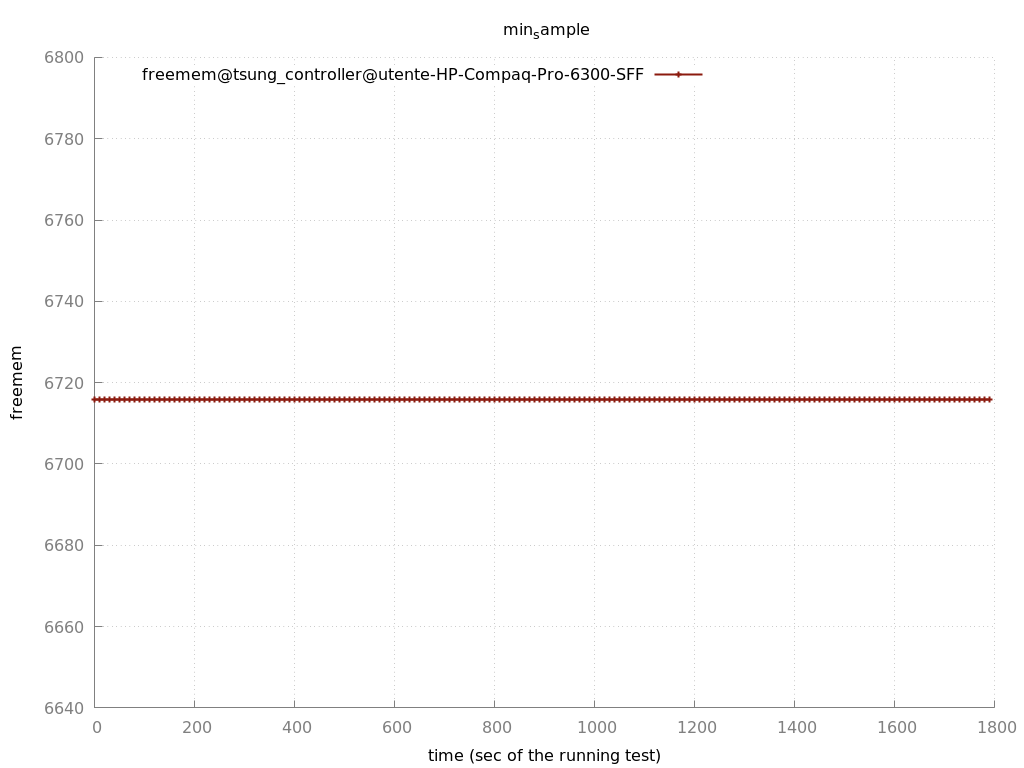 min_sample
6800
freemem@tsung_controller@utente-HP-Compaq-Pro-6300-SFF
6780
6760
6740
6720
freemem
6700
6680
6660
6640
0 200 400 600 800 1000 1200 1400 1600 1800
time (sec of the running test)